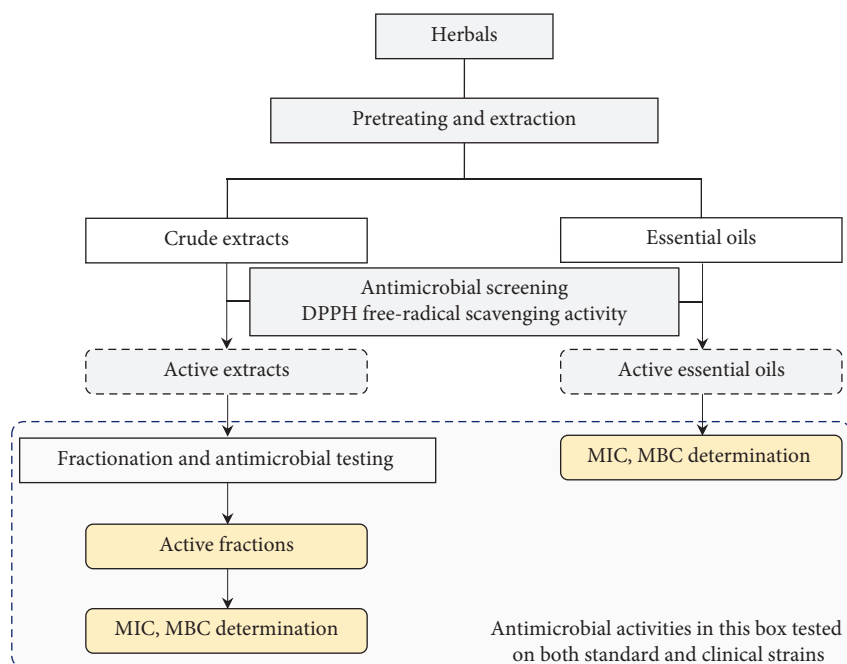 Herbals
Pretreating and extraction
Crude extracts
Essential oils
Antimicrobial screening
DPPH free-radical scavenging activity
Active extracts
Active essential oils
Fractionation and antimicrobial testing
MIC, MBC determination
Active fractions
MIC, MBC determination
Antimicrobial activities in this box tested
on both standard and clinical strains